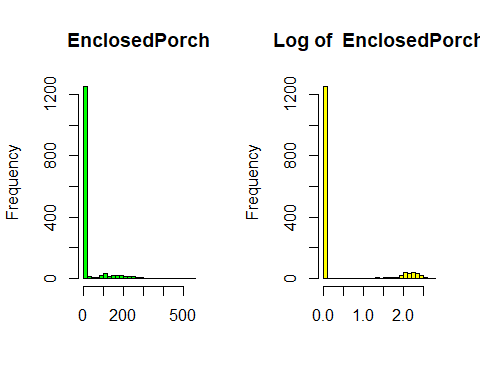 EnclosedPorch
Frequency
0 400 800 1200
0 200 500
Log of EnclosedPorch
Frequency
0 400 800 1200
0.0 1.0 2.0